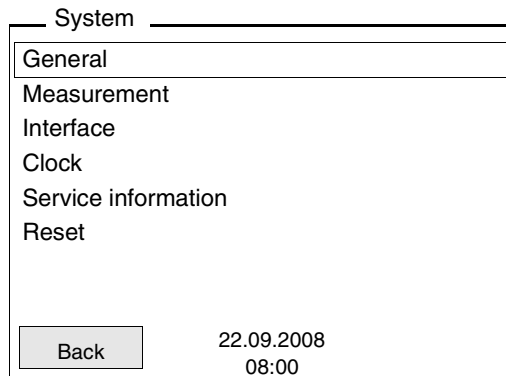 System
General
Measurement
Interface
Clock
Service information
Reset
Back
22.09.2008
08:00